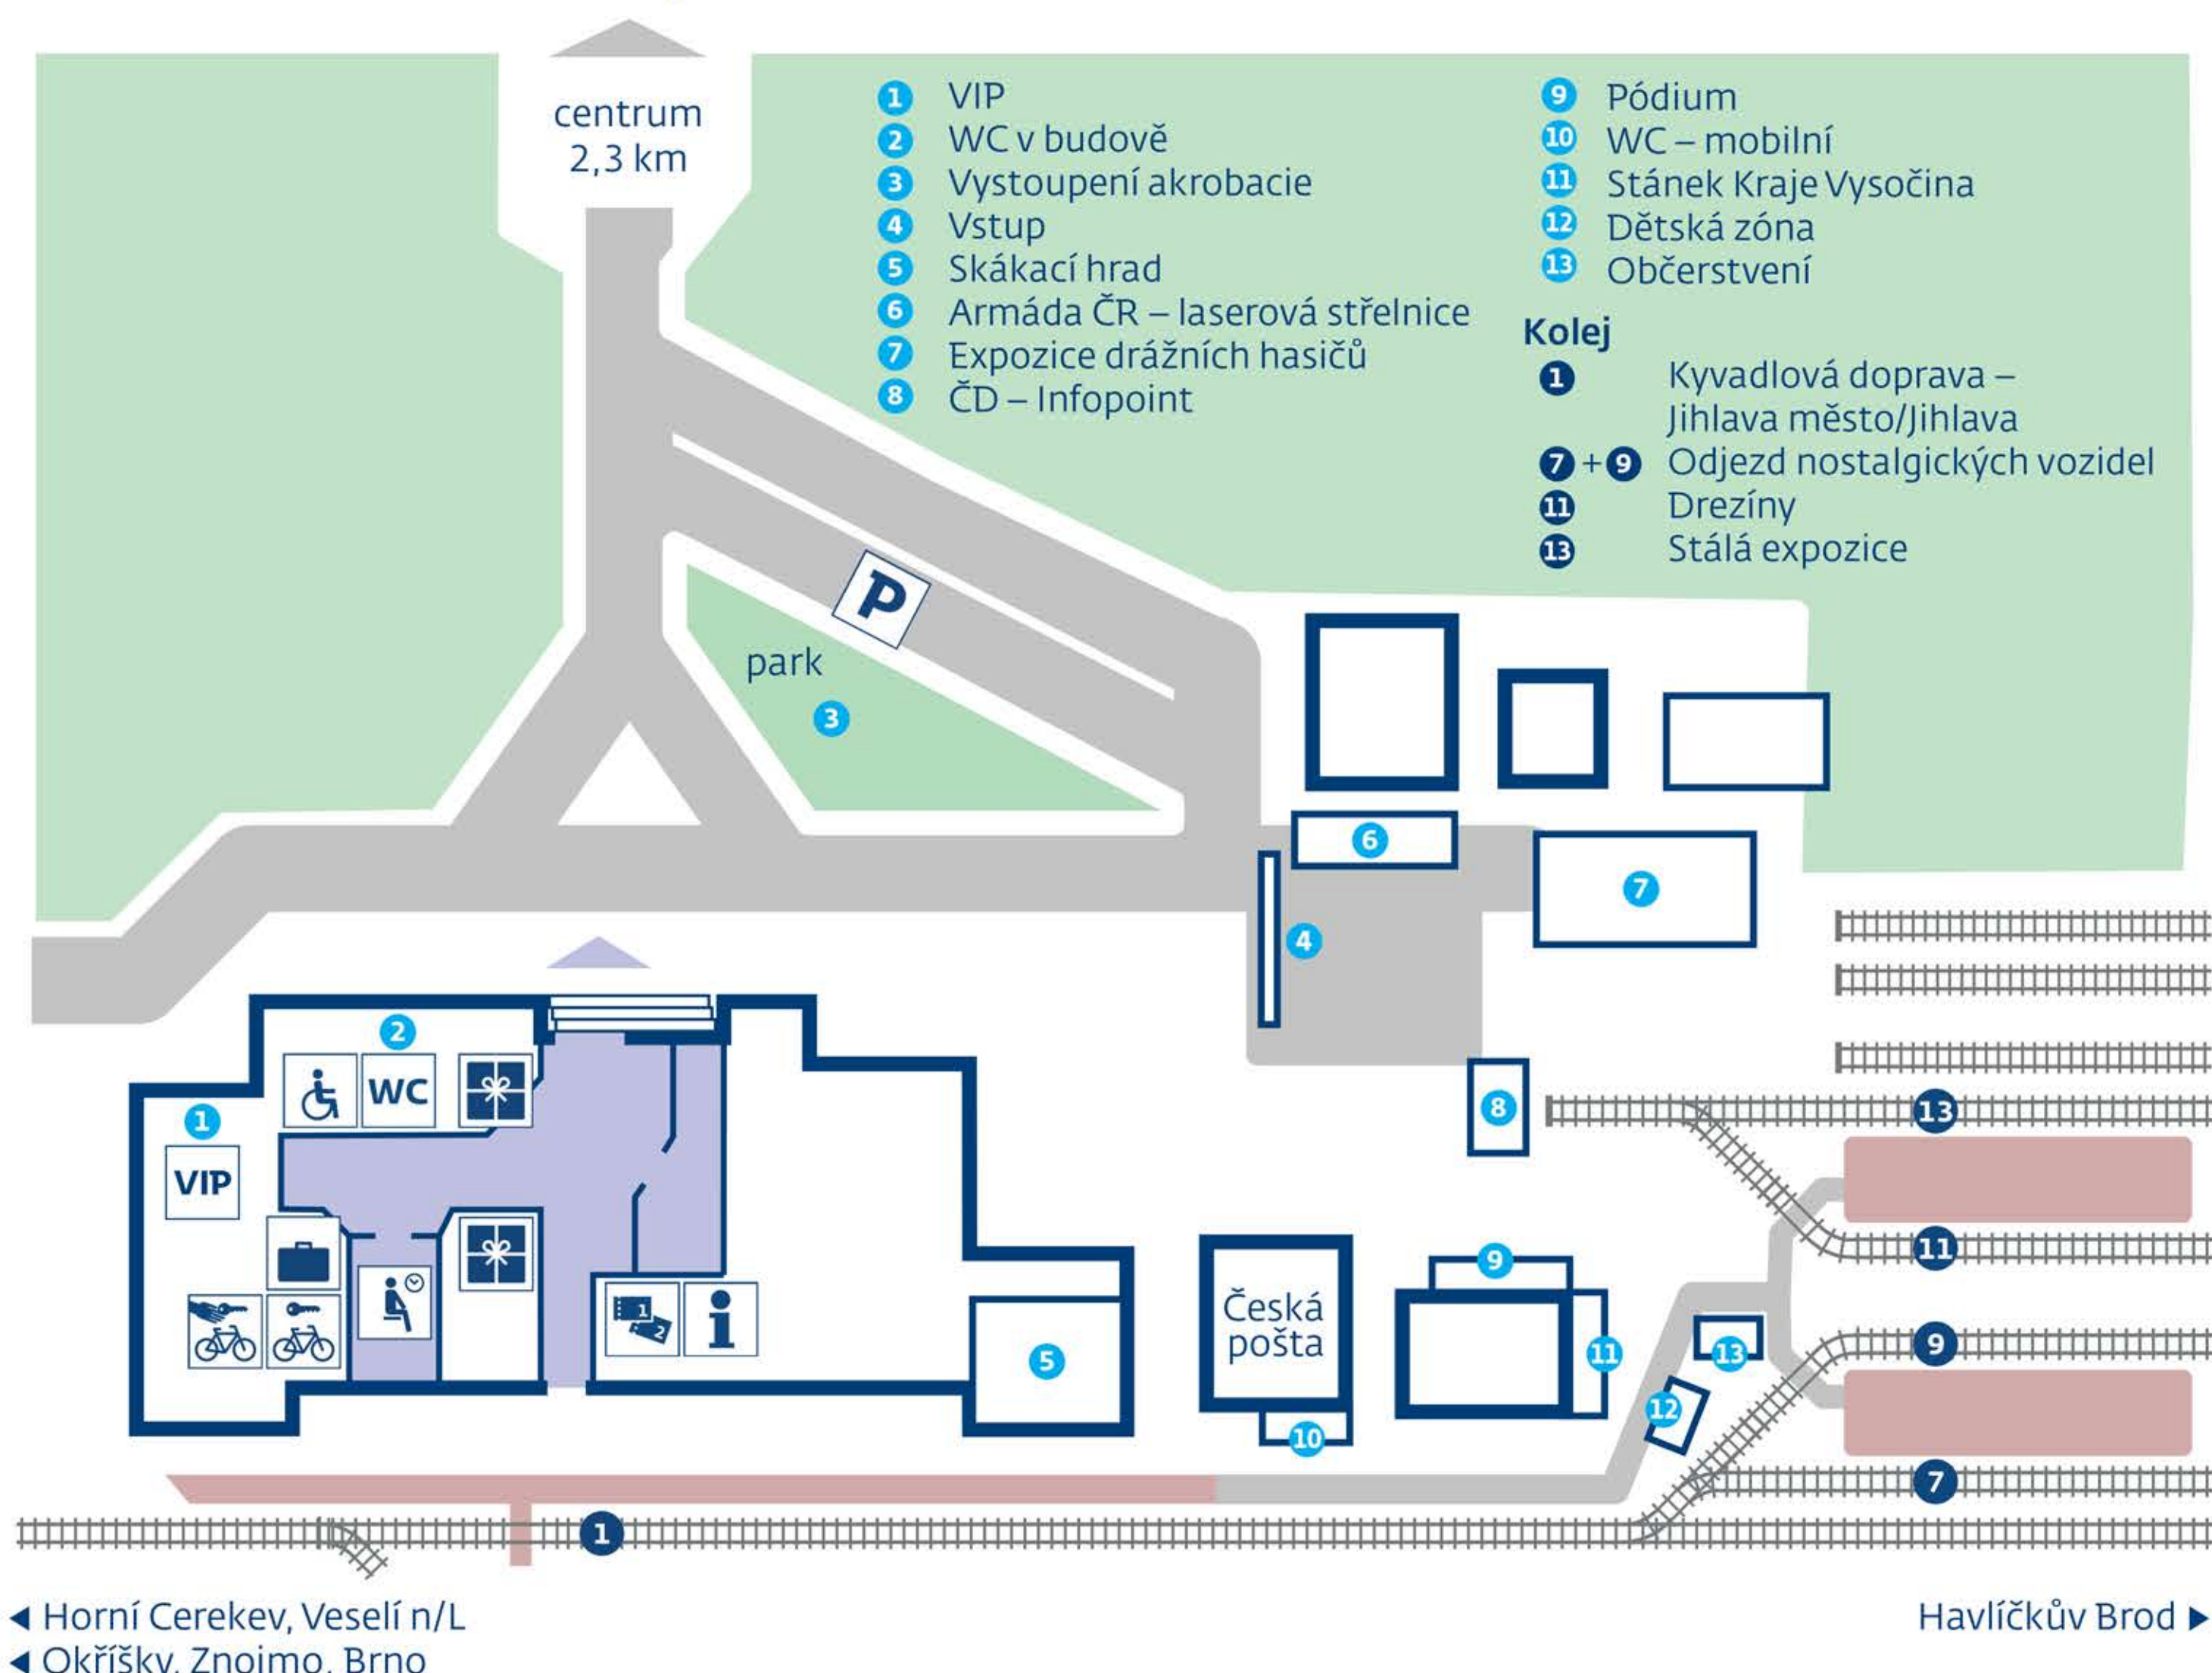 centrum
2,3 km
1 VIP
2 WC v budově
3 Vystoupení akrobacie
4 Vstup
5 Skákací hrad
6 Armáda ČR – laserová střelnice
7 Expozice drážních hasičů
8 ČD – Infopoint
9 Pódium
10 WC – mobilní
11 Stánek Kraje Vysočina
12 Dětská zóna
13 Občerstvení
Kolej
1 Kyvadlová doprava –
Jihlava město/Jihlava
7+9 Odjezd nostalgických vozidel
11 Drezíny
13 Stálá expozice
P
park
3
6
7
4
2
WC
1
VIP
8
13
11
9
Česká
pošta
1
2
i
5
11
13
9
12
10
7
1
◀ Horní Cerekev, Veselí n/L
◀ Okříšky, Znojmo, Brno
Havlíčkův Brod ▶